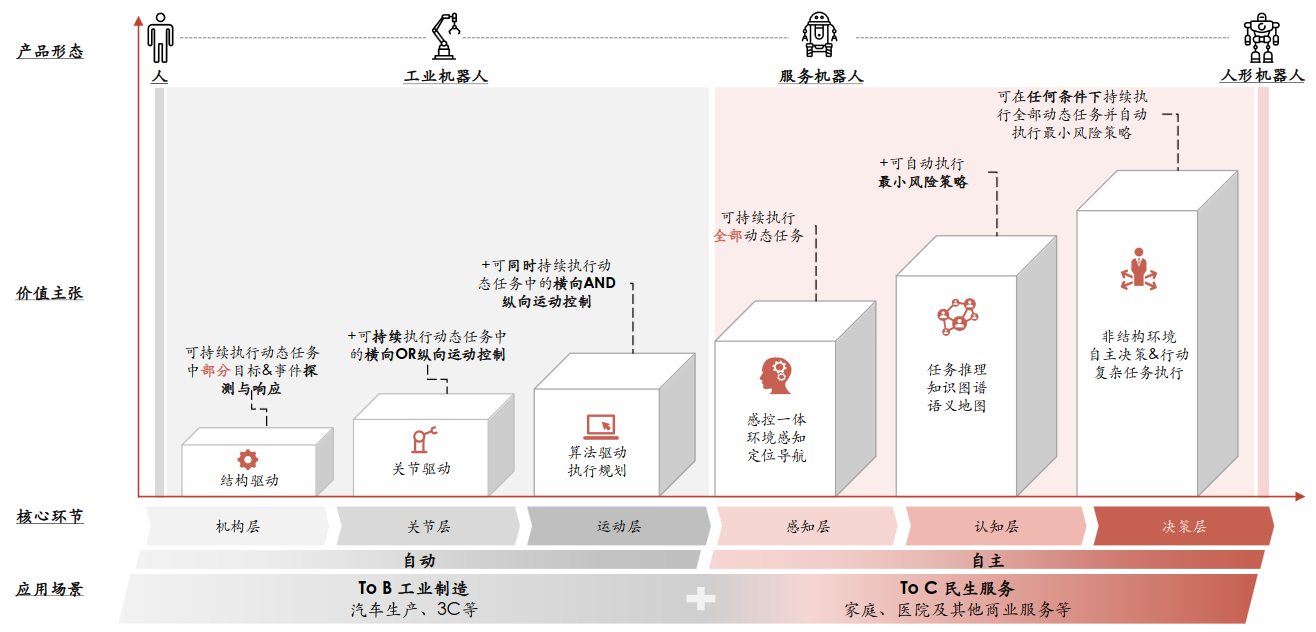 产品形态
人
工业机器人
服务机器人
人形机器人
价值主张
可持续执行动态任务
中部分目标&事件探
测与响应
+可持续执行动态任务中
的横向OR纵向运动控制
+可同时持续执行动
态任务中的横向AND
纵向运动控制
可持续执行
全部动态任务
+可自动执行
最小风险策略
可在任何条件下持续执
行全部动态任务并自动
执行最小风险策略
结构驱动
关节驱动
算法驱动
执行规划
感控一体
环境感知
定位导航
任务推理
知识图谱
语义地图
非结构环境
自主决策&行动
复杂任务执行
核心环节
机构层
关节层
运动层
感知层
认知层
决策层
自动
自主
应用场景
To B 工业制造
汽车生产、3C等
To C 民生服务
家庭、医院及其他商业服务等